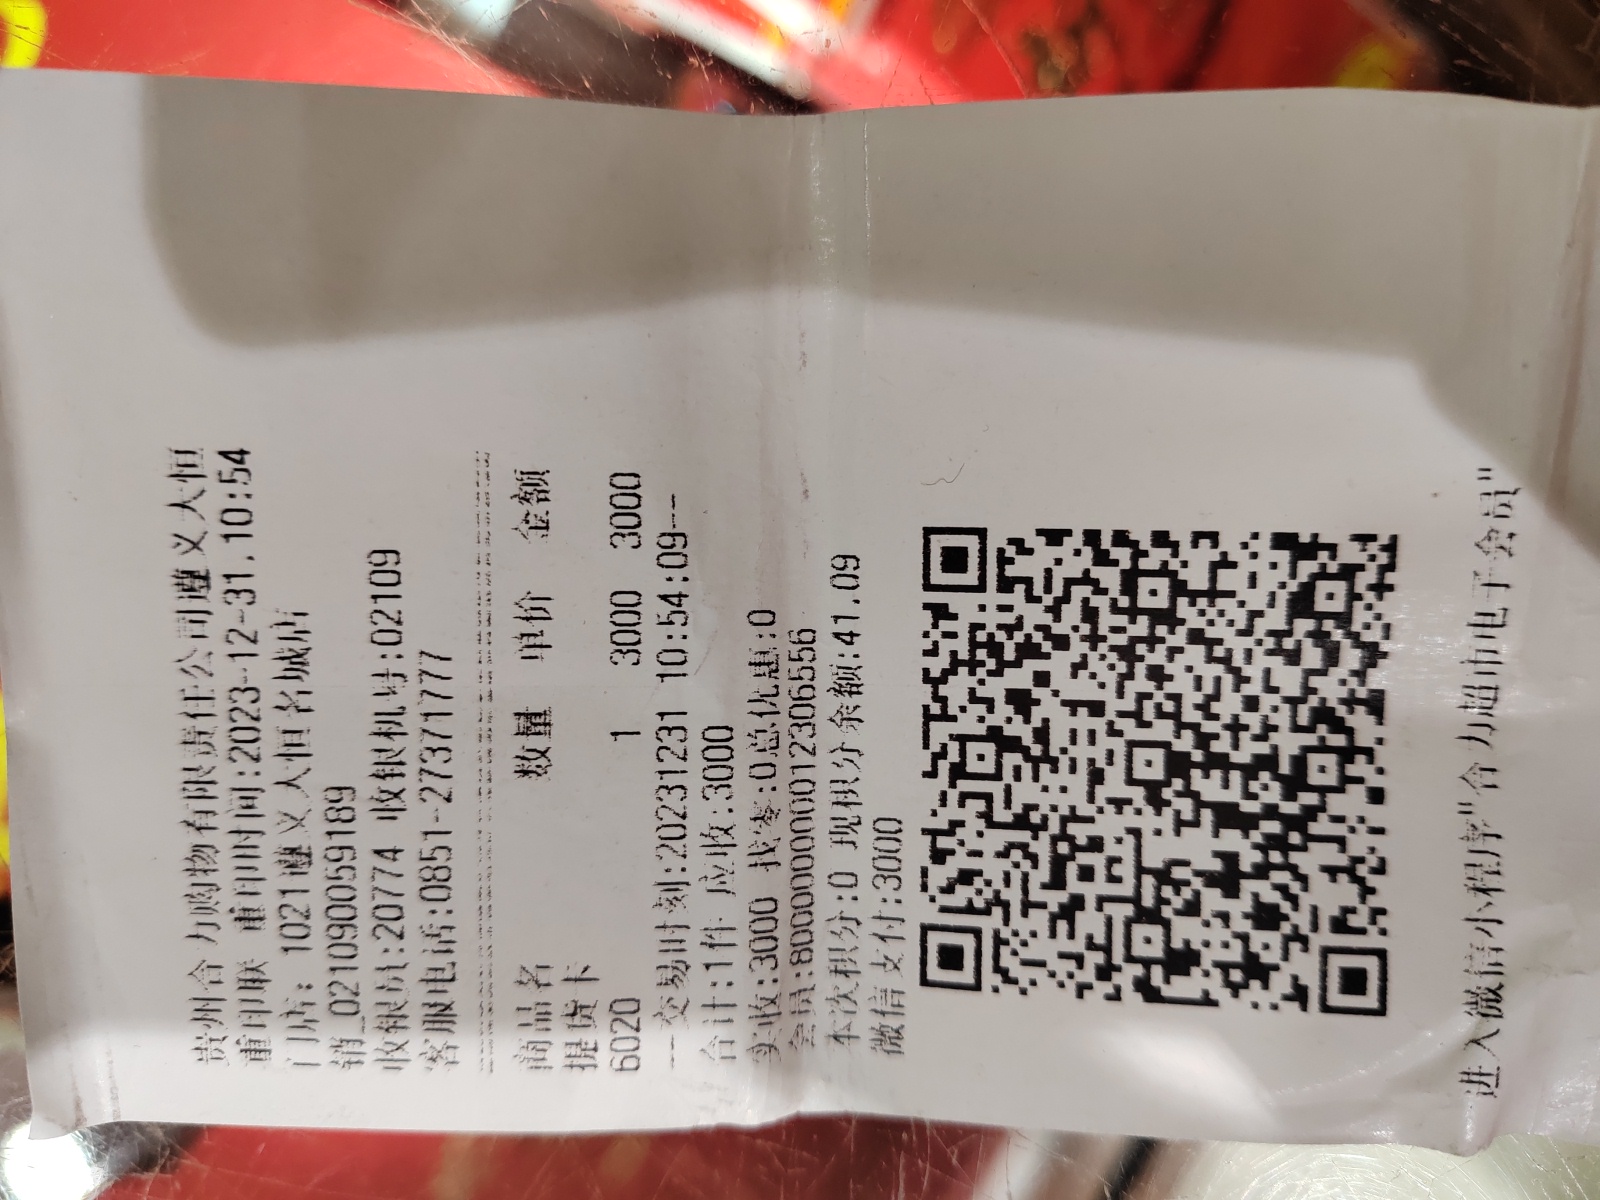 贵州合力购物有限责任公司遵义大恒
重印联 重印时间:2023-12-31.10:54
门店: 1021遵义大恒名城店
销_021090059189
收银员:20774 收银机号:02109
客服电话:0851-27371777
商品名 数量 单价 金额
提货卡
6020 1 3000 3000
--交易时刻:20231231 10:54:09--
合计:1件 应收:3000
实收:3000 找零:0总优惠:0
会员:80000000012306556
本次积分:0 现积分余额:41.09
微信支付:3000
进入微信小程序"合力超市电子会员"